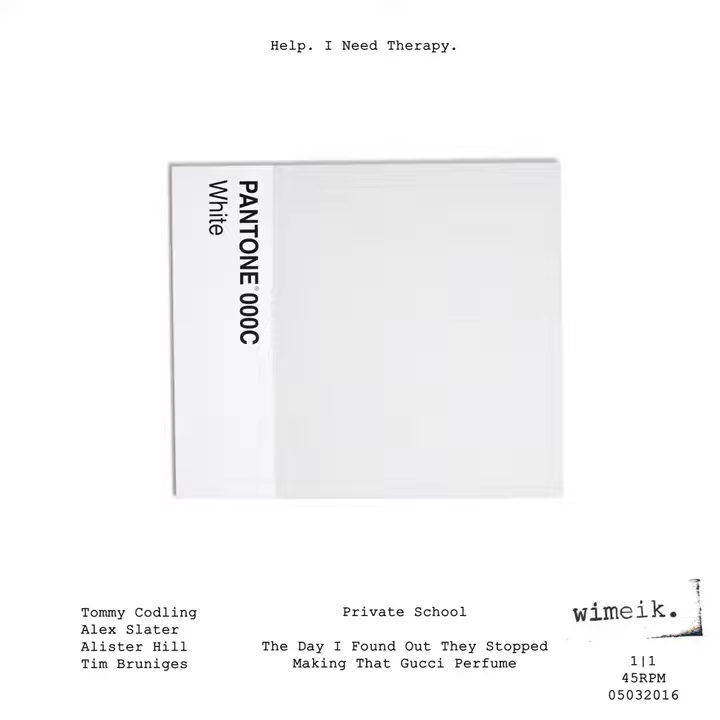 Help. I Need Therapy.
PANTONE® 000C
White
Tommy Codling
Alex Slater
Alister Hill
Tim Bruniges
Private School
The Day I Found Out They Stopped
Making That Gucci Perfume
wimeik.
1|1
45RPM
05032016